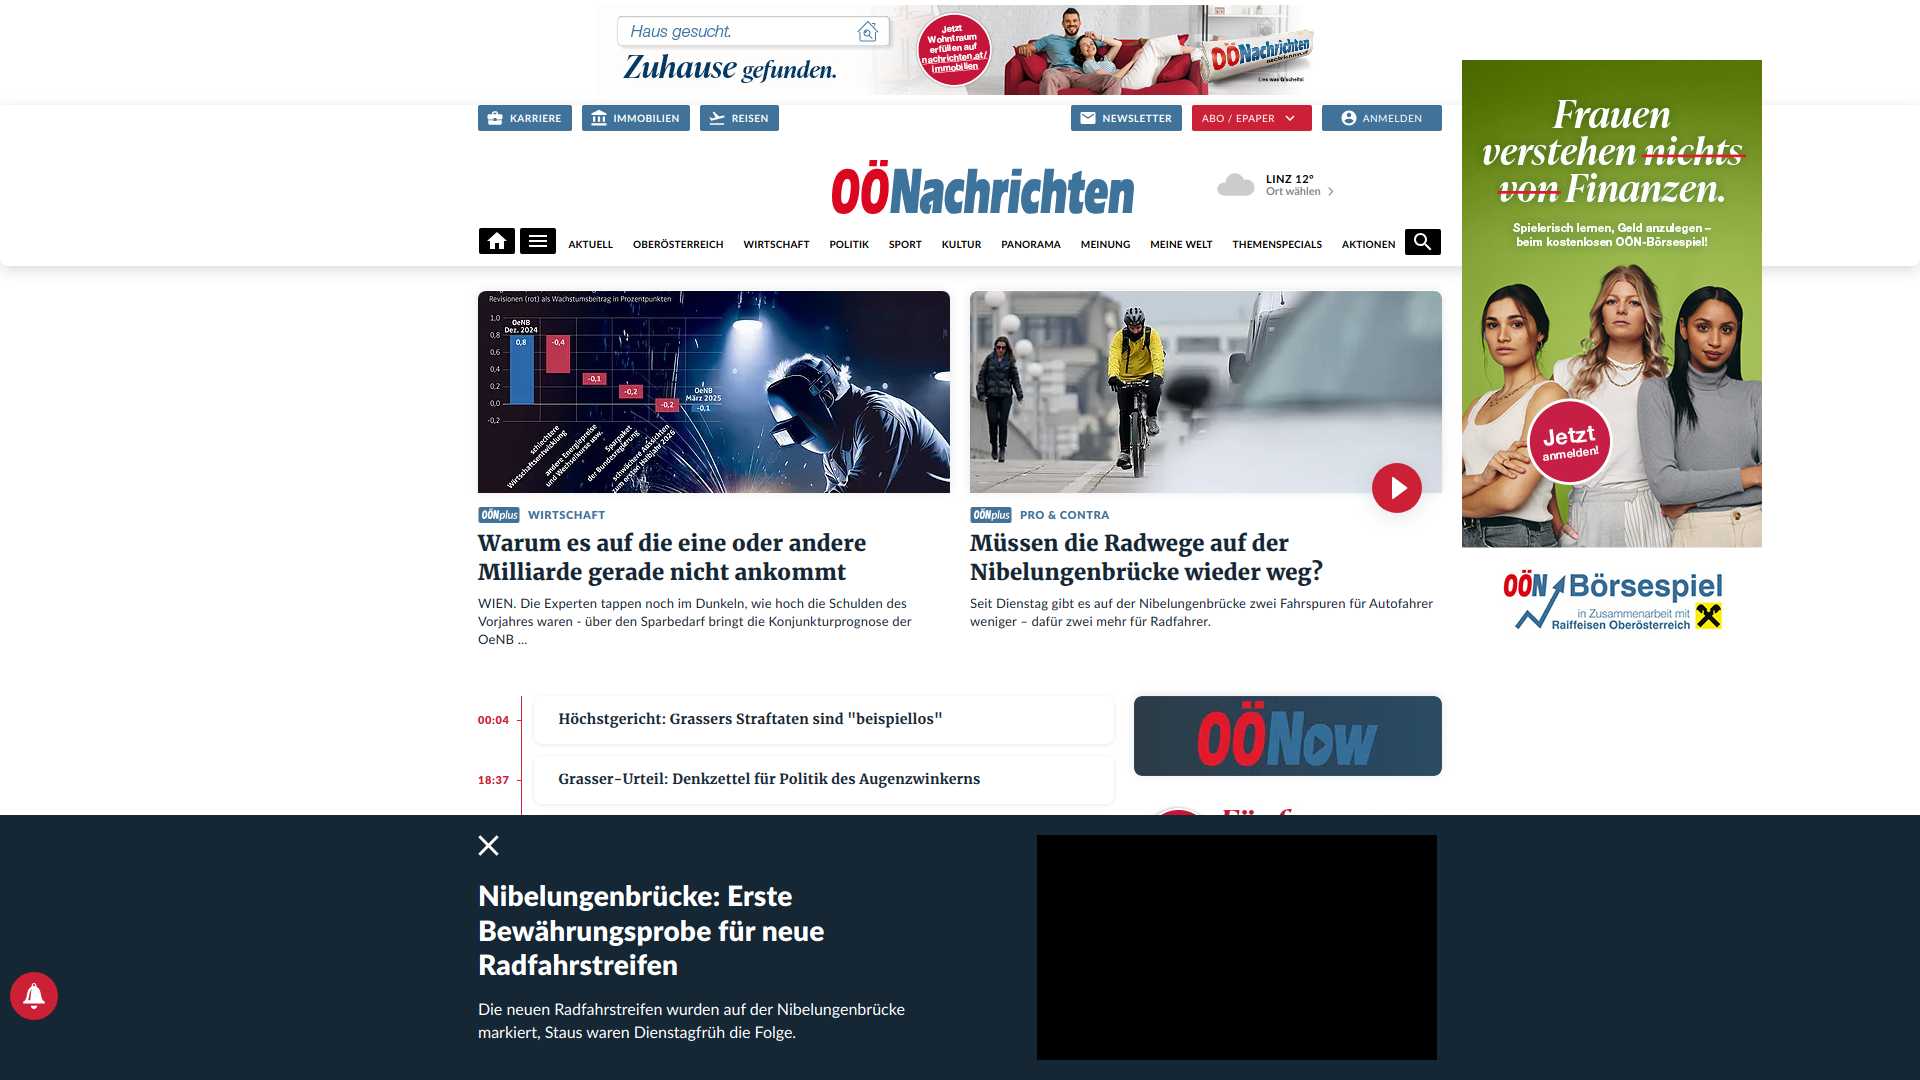 Haus gesucht.
Zuhause gefunden.
Jetzt
Wohntraum
erfüllen auf
nachrichten.at/
immobilien
OÖNachrichten
Lies was G'scheits!
KARRIERE
IMMOBILIEN
REISEN
NEWSLETTER
ABO / EPAPER
ANMELDEN
OÖNachrichten
LINZ 12°
Ort wählen
AKTUELL
OBERÖSTERREICH
WIRTSCHAFT
POLITIK
SPORT
KULTUR
PANORAMA
MEINUNG
MEINE WELT
THEMENSPECIALS
AKTIONEN
Frauen
verstehen nichts
von Finanzen.
Spielerisch lernen, Geld anzulegen –
beim kostenlosen OÖN-Börsespiel!
Jetzt
anmelden!
OÖN Börsespiel
in Zusammenarbeit mit
Raiffeisen Oberösterreich
Revisionen (rot) als Wachstumsbeitrag in Prozentpunkten
1,0
0,8
0,6
0,4
0,2
0,0
-0,2
OeNB
Dez. 2024
0,8
-0,4
-0,1
-0,2
-0,2
OeNB
März 2025
-0,1
schlechtere
Wirtschaftsentwicklung
andere Energiepreise
und Wechselkurse usw.
Sparpaket
der Bundesregierung
schwächere Aussichten
zum ersten Halbjahr 2026
OÖNplus WIRTSCHAFT
Warum es auf die eine oder andere
Milliarde gerade nicht ankommt
WIEN. Die Experten tappen noch im Dunkeln, wie hoch die Schulden des
Vorjahres waren - über den Sparbedarf bringt die Konjunkturprognose der
OeNB ...
OÖNplus PRO & CONTRA
Müssen die Radwege auf der
Nibelungenbrücke wieder weg?
Seit Dienstag gibt es auf der Nibelungenbrücke zwei Fahrspuren für Autofahrer
weniger – dafür zwei mehr für Radfahrer.
00:04 Höchstgericht: Grassers Straftaten sind "beispiellos"
18:37 Grasser-Urteil: Denkzettel für Politik des Augenzwinkerns
OÖNow
Nibelungenbrücke: Erste
Bewährungsprobe für neue
Radfahrstreifen
Die neuen Radfahrstreifen wurden auf der Nibelungenbrücke
markiert, Staus waren Dienstagfrüh die Folge.